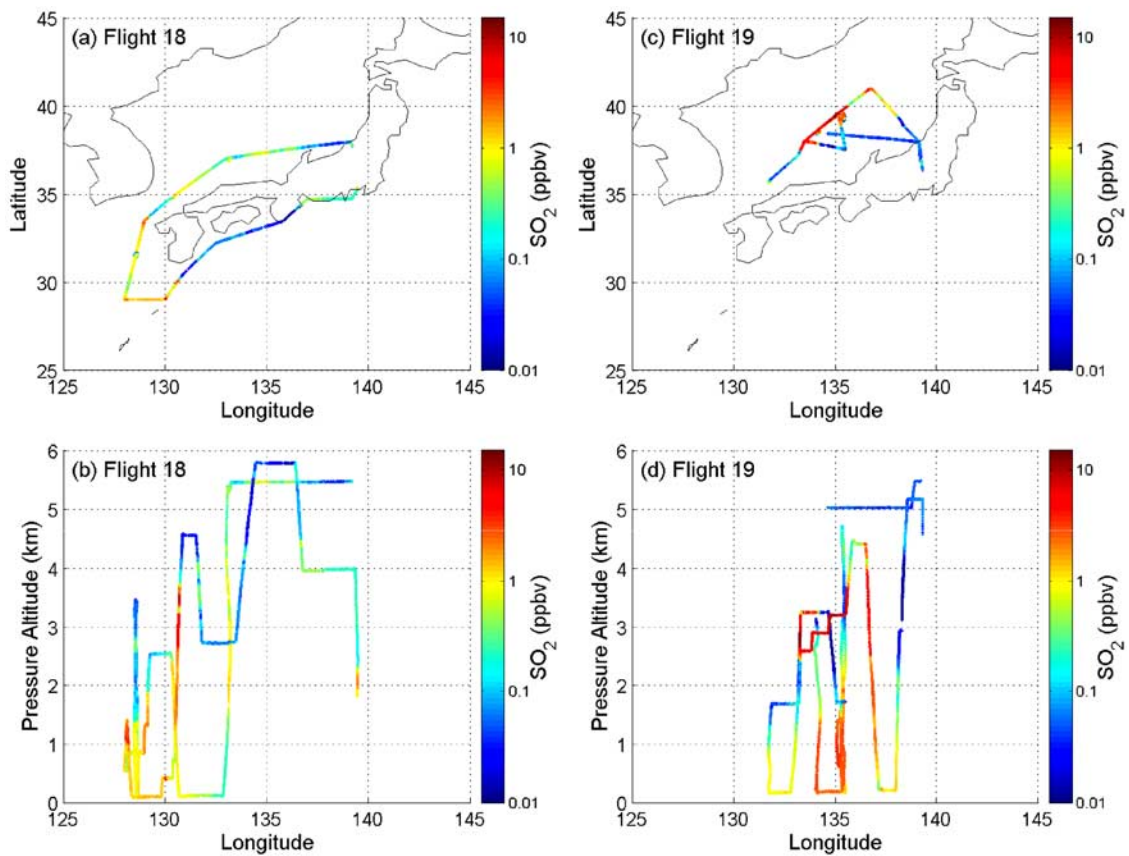 (a) Flight 18
45
40
35
30
25
Latitude
125 130 135 140 145
Longitude
10
1
0.1
0.01
SO2 (ppbv)
(c) Flight 19
45
40
35
30
25
Latitude
125 130 135 140 145
Longitude
10
1
0.1
0.01
SO2 (ppbv)
(b) Flight 18
6
5
4
3
2
1
0
Pressure Altitude (km)
125 130 135 140 145
Longitude
10
1
0.1
0.01
SO2 (ppbv)
(d) Flight 19
6
5
4
3
2
1
0
Pressure Altitude (km)
125 130 135 140 145
Longitude
10
1
0.1
0.01
SO2 (ppbv)